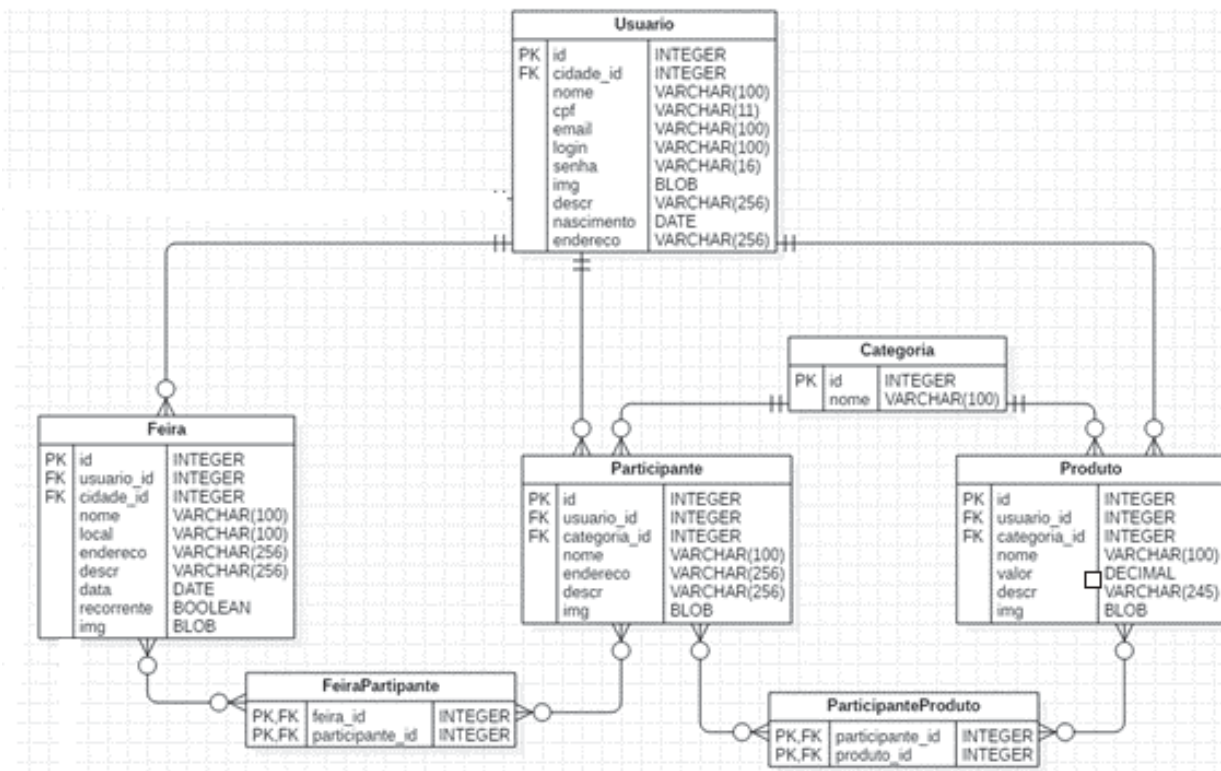 Usuario
PK id INTEGER
FK cidade_id INTEGER
nome VARCHAR(100)
cpf VARCHAR(11)
email VARCHAR(100)
login VARCHAR(100)
senha VARCHAR(16)
img BLOB
descr VARCHAR(256)
nascimento DATE
endereco VARCHAR(256)
Categoria
PK id INTEGER
nome VARCHAR(100)
Feira
PK id INTEGER
FK usuario_id INTEGER
FK cidade_id INTEGER
nome VARCHAR(100)
local VARCHAR(100)
endereco VARCHAR(256)
descr VARCHAR(256)
data DATE
recorrente BOOLEAN
img BLOB
Participante
PK id INTEGER
FK usuario_id INTEGER
FK categoria_id INTEGER
nome VARCHAR(100)
endereco VARCHAR(256)
descr VARCHAR(256)
img BLOB
Produto
PK id INTEGER
FK usuario_id INTEGER
FK categoria_id INTEGER
nome VARCHAR(100)
valor DECIMAL
descr VARCHAR(245)
img BLOB
FeiraPartipante
PK,FK feira_id INTEGER
PK,FK participante_id INTEGER
ParticipanteProduto
PK,FK participante_id INTEGER
PK,FK produto_id INTEGER